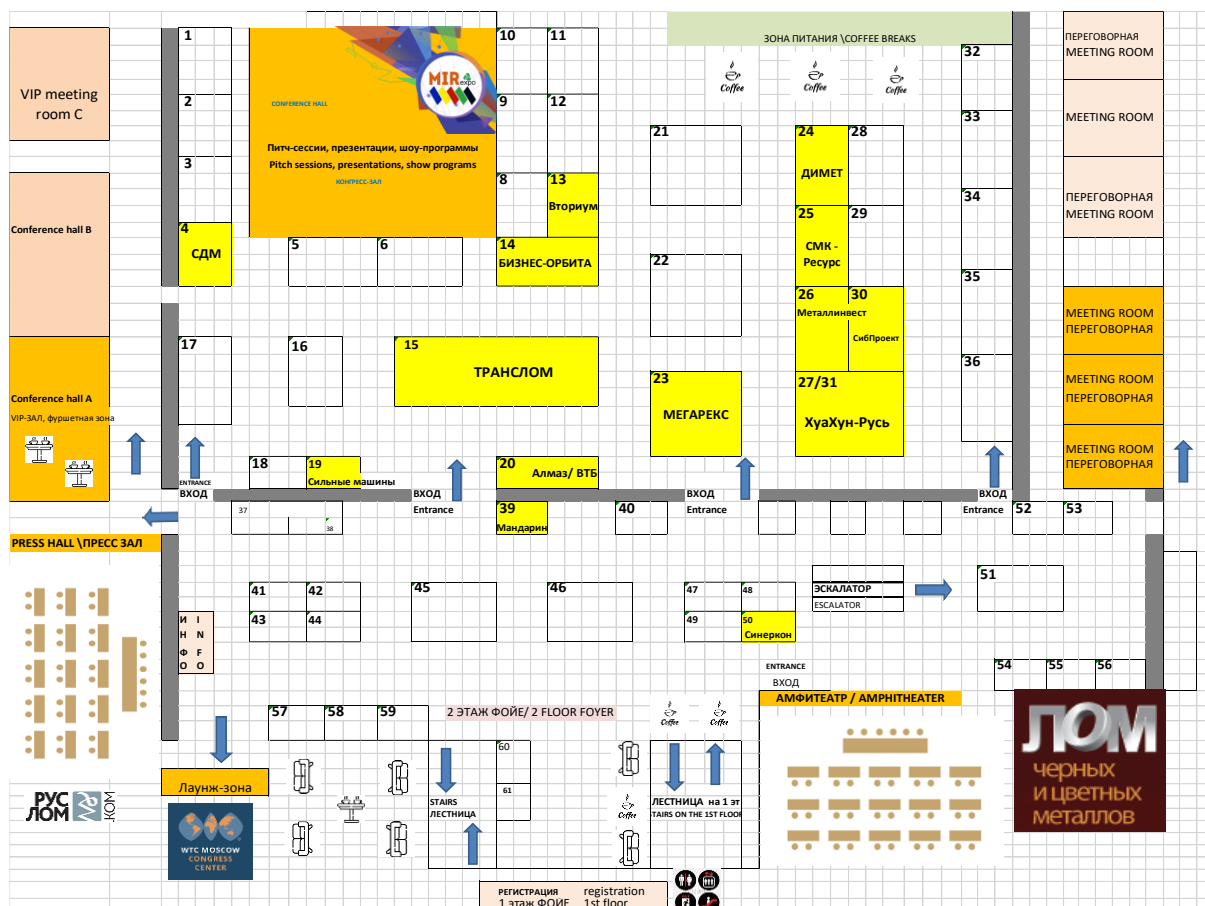 1
10
11
ЗОНА ПИТАНИЯ \COFFEE BREAKS
32
ПЕРЕГОВОРНАЯ
MEETING ROOM
VIP meeting
room C
MIR
expo
Coffee
Coffee
Coffee
2
CONFERENCE HALL
9
12
33
MEETING ROOM
21
24
28
Питч-сессии, презентации, шоу-программы
Pitch sessions, presentations, show programs
КОНГРЕСС-ЗАЛ
3
8
13
Вториум
ДИМЕТ
34
ПЕРЕГОВОРНАЯ
MEETING ROOM
Conference hall B
4
СДМ
5
6
14
БИЗНЕС-ОРБИТА
22
25
СМК -
Ресурс
29
35
26
Металлинвест
30
СибПроект
MEETING ROOM
ПЕРЕГОВОРНАЯ
17
16
15
ТРАНСЛОМ
36
23
МЕГАРЕКС
27/31
ХуаХун-Русь
MEETING ROOM
ПЕРЕГОВОРНАЯ
Conference hall A
VIP-ЗАЛ, фуршетная зона
MEETING ROOM
ПЕРЕГОВОРНАЯ
18
19
Сильные машины
20
Алмаз/ ВТБ
ENTRANCE
ВХОД
ВХОД
Entrance
ВХОД
Entrance
ВХОД
Entrance
37
38
39
Мандарин
40
52
53
PRESS HALL \ПРЕСС ЗАЛ
41
42
45
46
47
48
ЭСКАЛАТОР
ESCALATOR
51
43
44
49
50
Синеркон
И I
Н N
Ф F
О O
ENTRANCE
ВХОД
54
55
56
АМФИТЕАТР / AMPHITHEATER
57
58
59
2 ЭТАЖ ФОЙЕ/ 2 FLOOR FOYER
Coffee
Coffee
60
61
ЛОМ
черных
и цветных
металлов
Лаунж-зона
STAIRS
ЛЕСТНИЦА
Coffee
ЛЕСТНИЦА на 1 эт
TAIRS ON THE 1ST FLOOR
РУС
ЛОМ
.КОМ
WTC MOSCOW
CONGRESS
CENTER
РЕГИСТРАЦИЯ registration
1 этаж ФОЙЕ 1st floor